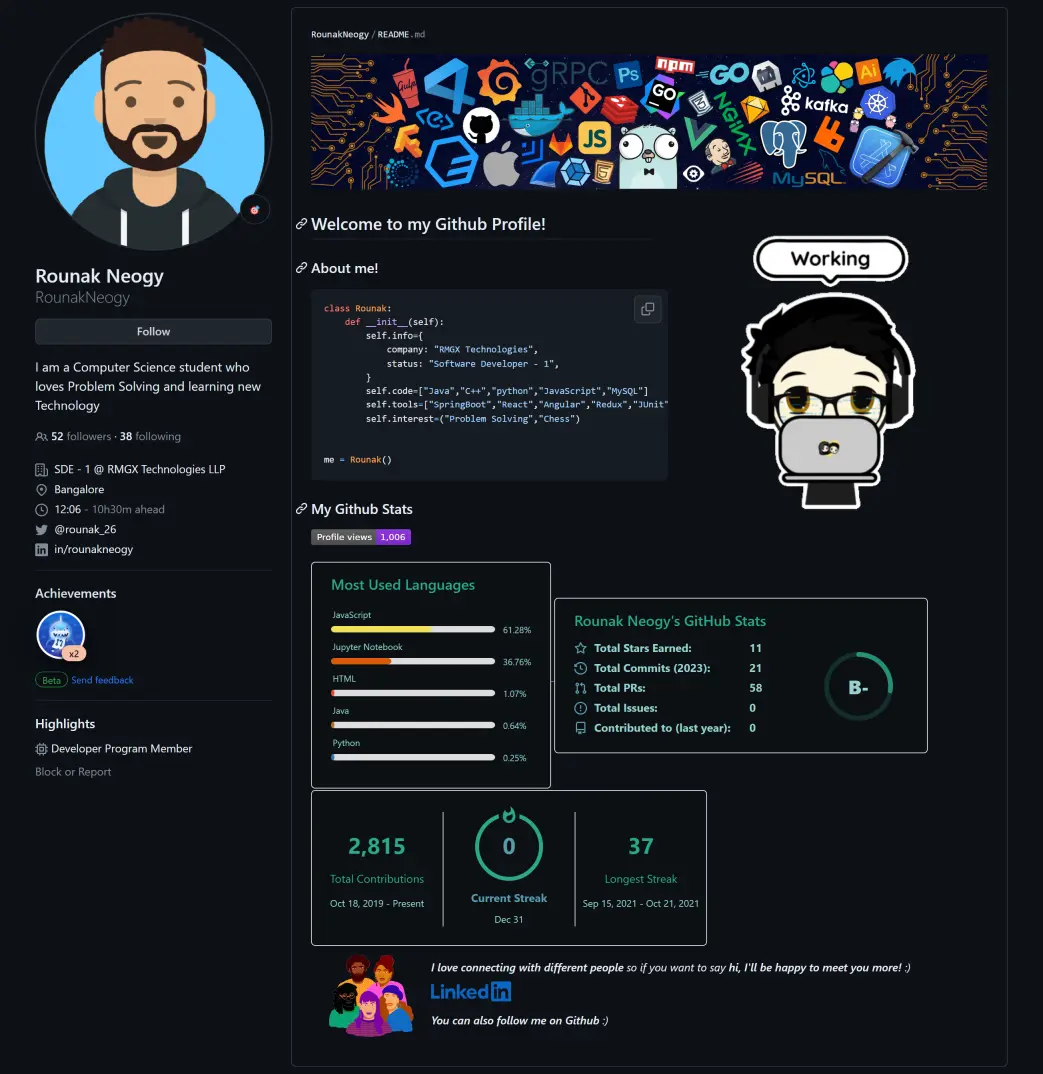 Rounak Neogy
RounakNeogy
Follow
I am a Computer Science student who
loves Problem Solving and learning new
Technology
52 followers · 38 following
SDE - 1 @ RMGX Technologies LLP
Bangalore
12:06 - 10h30m ahead
@rounak_26
in/rounakneogy
Achievements
x2
Beta Send feedback
Highlights
Developer Program Member
Block or Report
RounakNeogy / README.md
Gulp
gRPC
Ps
npm
GO
GO
Ai
kafka
JS
NGINX
MySQL
Welcome to my Github Profile!
Working
About me!
class Rounak:
def __init__(self):
self.info={
company: "RMGX Technologies",
status: "Software Developer - 1",
}
self.code=["Java","C++","python","JavaScript","MySQL"]
self.tools=["SpringBoot","React","Angular","Redux","JUnit"
self.interest=("Problem Solving","Chess")
me = Rounak()
My Github Stats
Profile views 1,006
Most Used Languages
JavaScript
61.28%
Jupyter Notebook
36.76%
HTML
1.07%
Java
0.64%
Python
0.25%
Rounak Neogy's GitHub Stats
Total Stars Earned: 11
Total Commits (2023): 21
Total PRs: 58
Total Issues: 0
Contributed to (last year): 0
B-
2,815
Total Contributions
Oct 18, 2019 - Present
0
Current Streak
Dec 31
37
Longest Streak
Sep 15, 2021 - Oct 21, 2021
I love connecting with different people so if you want to say hi, I'll be happy to meet you more! :)
Linked in
You can also follow me on Github :)